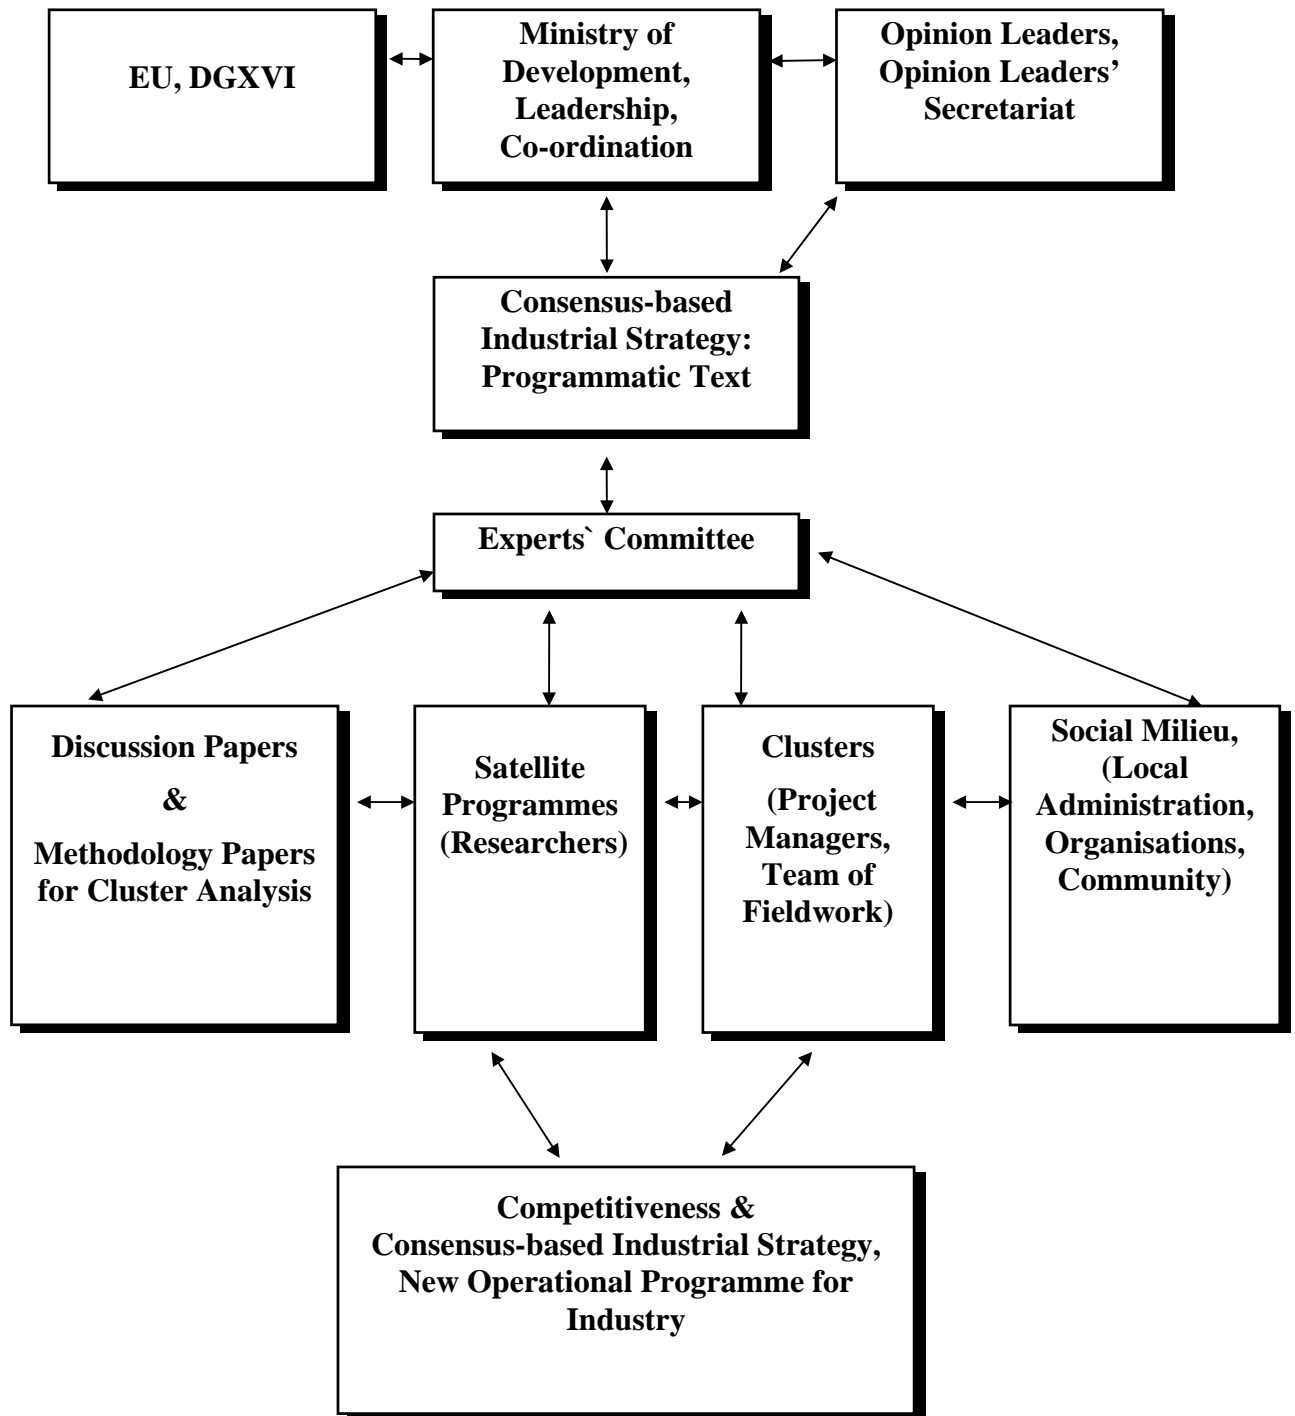 EU, DGXVI
Ministry of
Development,
Leadership,
Co-ordination
Opinion Leaders,
Opinion Leaders’
Secretariat
Consensus-based
Industrial Strategy:
Programmatic Text
Experts` Committee
Discussion Papers
&
Methodology Papers
for Cluster Analysis
Satellite
Programmes
(Researchers)
Clusters
(Project
Managers,
Team of
Fieldwork)
Social Milieu,
(Local
Administration,
Organisations,
Community)
Competitiveness &
Consensus-based Industrial Strategy,
New Operational Programme for
Industry